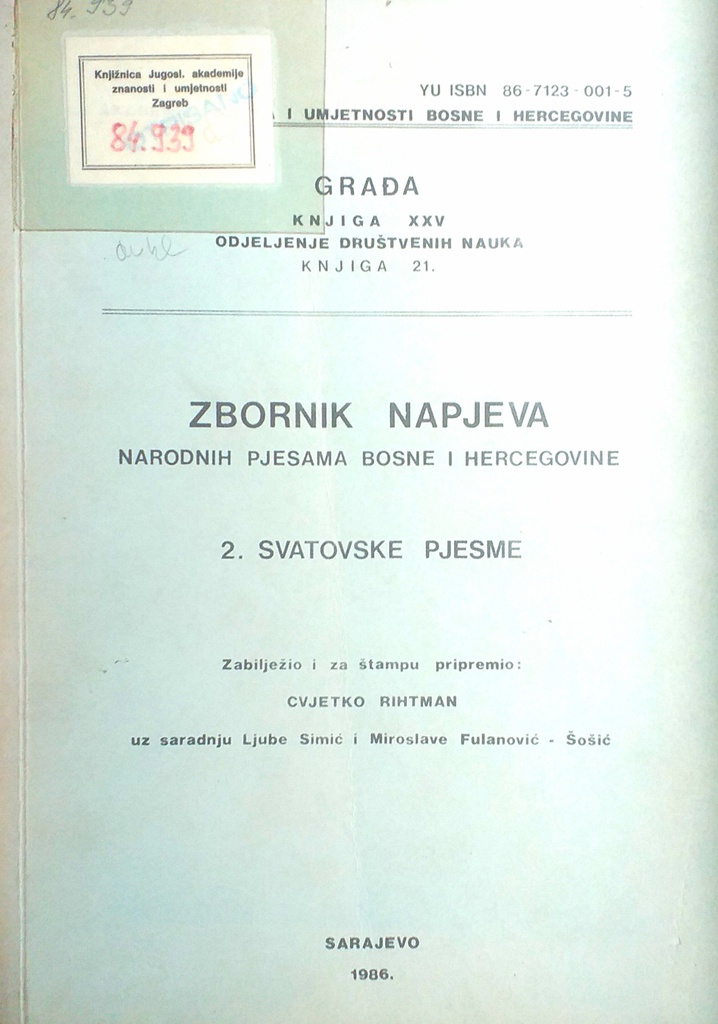 84.939
Knjižnica Jugosl. akademije
znanosti i umjetnosti
Zagreb
84.939
YU ISBN 86-7123-001-5
I UMJETNOSTI BOSNE I HERCEGOVINE
GRAĐA
KNJIGA XXV
ODJELJENJE DRUŠTVENIH NAUKA
KNJIGA 21.
ZBORNIK NAPJEVA
NARODNIH PJESAMA BOSNE I HERCEGOVINE
2. SVATOVSKE PJESME
Zabilježio i za štampu pripremio:
CVJETKO RIHTMAN
uz saradnju Ljube Simić i Miroslave Fulanović - Šošić
SARAJEVO
1986.